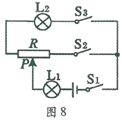 L₂ S₃
R S₂
P
L₁ S₁
图 8